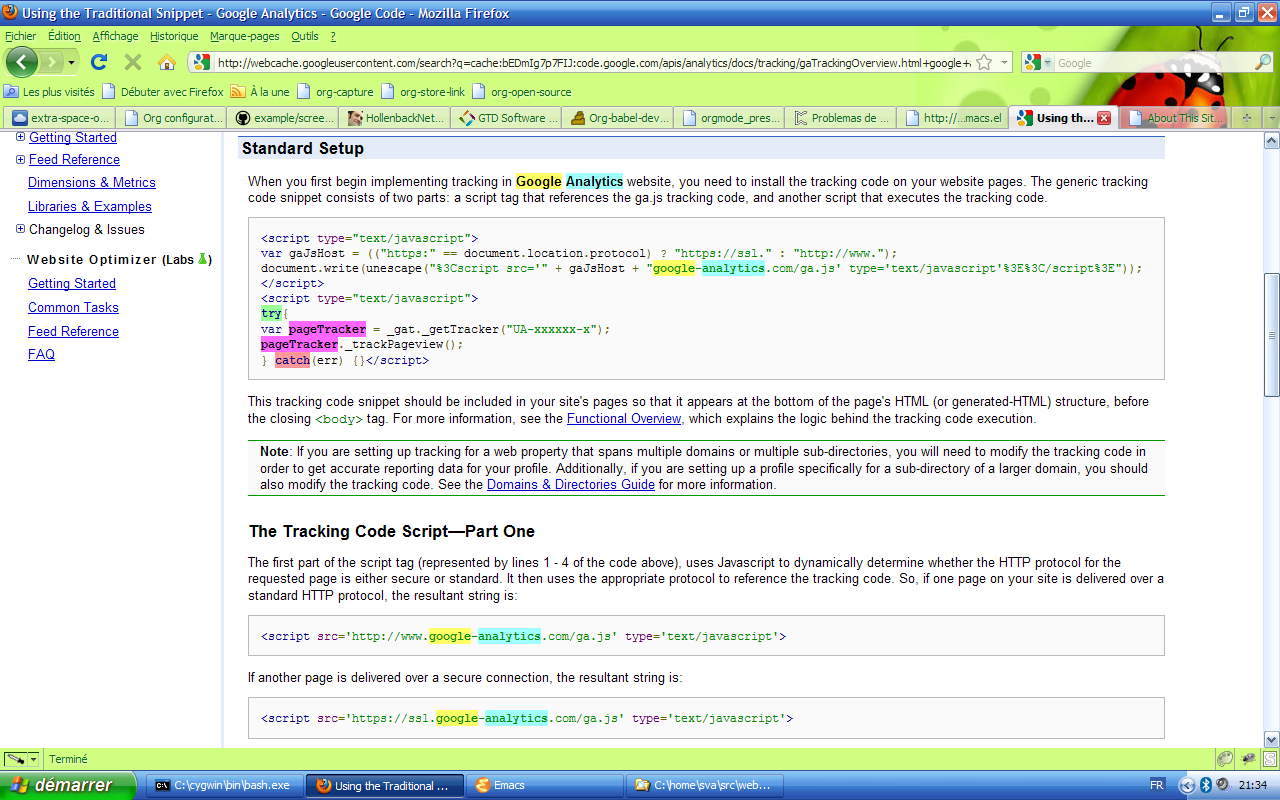 Using the Traditional Snippet - Google Analytics - Google Code - Mozilla Firefox
Fichier Édition Affichage Historique Marque-pages Outils ?
http://webcache.googleusercontent.com/search?q=cache:bEDmIg7p7FIJ:code.google.com/apis/analytics/docs/tracking/gaTrackingOverview.html+google+ Google
Les plus visités Débuter avec Firefox À la une org-capture org-store-link org-open-source
extra-space-o... Org configurat... example/scree... HollenbackNet... GTD Software ... Org-babel-dev... orgmode_pres... Problemas de ... http://...macs.el Using th... About This Sit...
Getting Started
Feed Reference
Dimensions & Metrics
Libraries & Examples
Changelog & Issues
Website Optimizer (Labs )
Getting Started
Common Tasks
Feed Reference
FAQ
Standard Setup
When you first begin implementing tracking in Google Analytics website, you need to install the tracking code on your website pages. The generic tracking
code snippet consists of two parts: a script tag that references the ga.js tracking code, and another script that executes the tracking code.
<script type="text/javascript">
var gaJsHost = (("https:" == document.location.protocol) ? "https://ssl." : "http://www.");
document.write(unescape("%3Cscript src='" + gaJsHost + "google-analytics.com/ga.js' type='text/javascript'%3E%3C/script%3E"));
</script>
<script type="text/javascript">
try{
var pageTracker = _gat._getTracker("UA-xxxxxx-x");
pageTracker._trackPageview();
} catch(err) {}</script>
This tracking code snippet should be included in your site's pages so that it appears at the bottom of the page's HTML (or generated-HTML) structure, before
the closing <body> tag. For more information, see the Functional Overview, which explains the logic behind the tracking code execution.
Note: If you are setting up tracking for a web property that spans multiple domains or multiple sub-directories, you will need to modify the tracking code in
order to get accurate reporting data for your profile. Additionally, if you are setting up a profile specifically for a sub-directory of a larger domain, you should
also modify the tracking code. See the Domains & Directories Guide for more information.
The Tracking Code Script—Part One
The first part of the script tag (represented by lines 1 - 4 of the code above), uses Javascript to dynamically determine whether the HTTP protocol for the
requested page is either secure or standard. It then uses the appropriate protocol to reference the tracking code. So, if one page on your site is delivered over a
standard HTTP protocol, the resultant string is:
<script src='http://www.google-analytics.com/ga.js' type='text/javascript'>
If another page is delivered over a secure connection, the resultant string is:
<script src='https://ssl.google-analytics.com/ga.js' type='text/javascript'>
Terminé
démarrer C:\cygwin\bin\bash.exe Using the Traditional ... Emacs C:\home\sva\src\web... FR 21:34